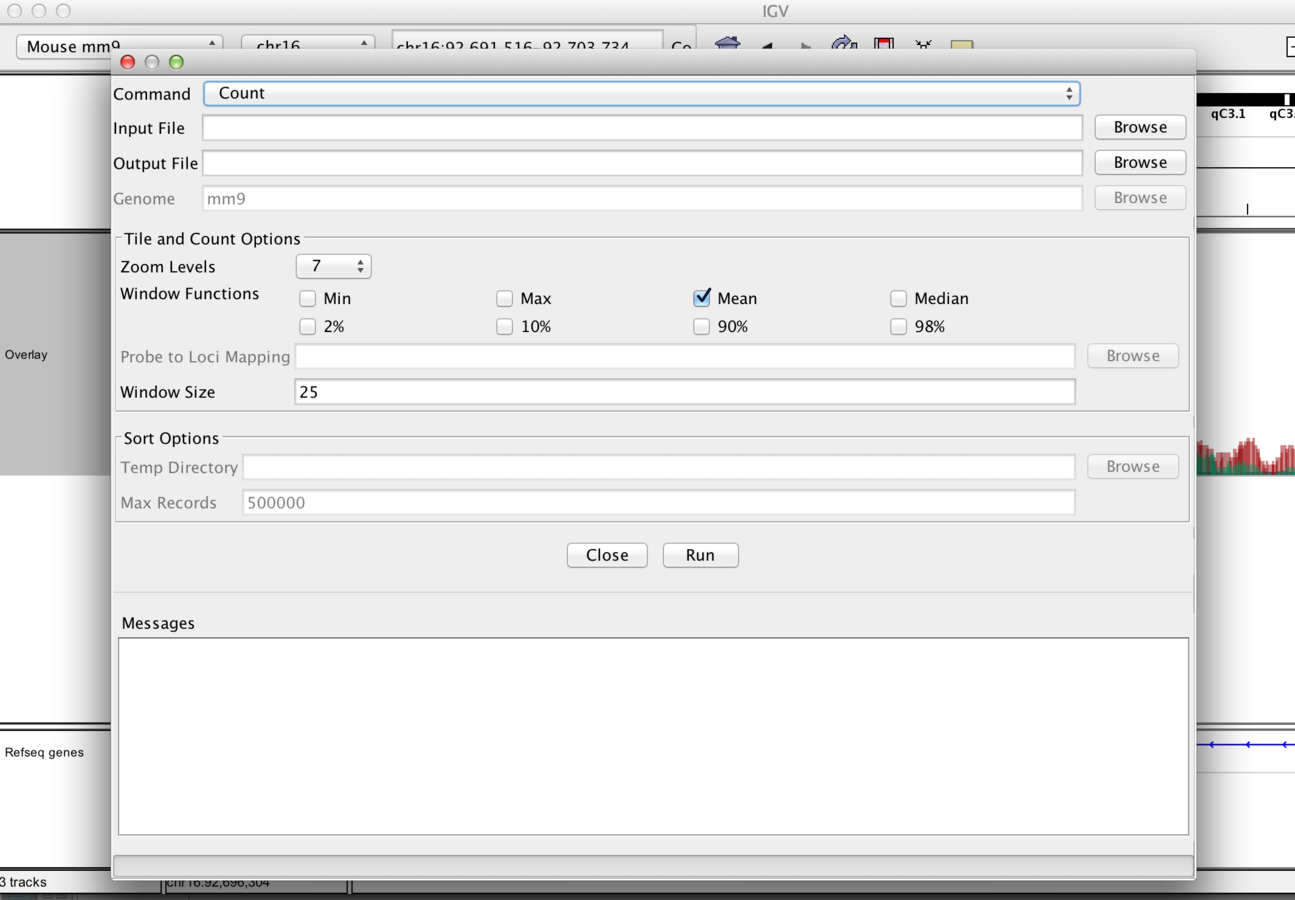 IGV
Mouse mm9 chr16 chr16:92,691,516-92,703,734 Go
Command Count
qC3.1 qC3.
Input File Browse
Output File Browse
Genome mm9 Browse
Tile and Count Options
Zoom Levels 7
Window Functions Min Max Mean Median
2% 10% 90% 98%
Overlay
Probe to Loci Mapping Browse
Window Size 25
Sort Options
Temp Directory Browse
Max Records 500000
Close Run
Messages
Refseq genes
3 tracks chr16:92,696,304